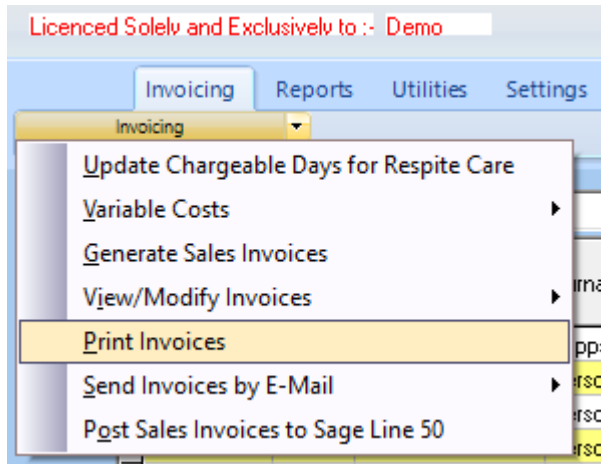 Licenced Solely and Exclusively to :- Demo
Invoicing Reports Utilities Settings
Invoicing
Update Chargeable Days for Respite Care
Variable Costs
Generate Sales Invoices
View/Modify Invoices
Print Invoices
Send Invoices by E-Mail
Post Sales Invoices to Sage Line 50